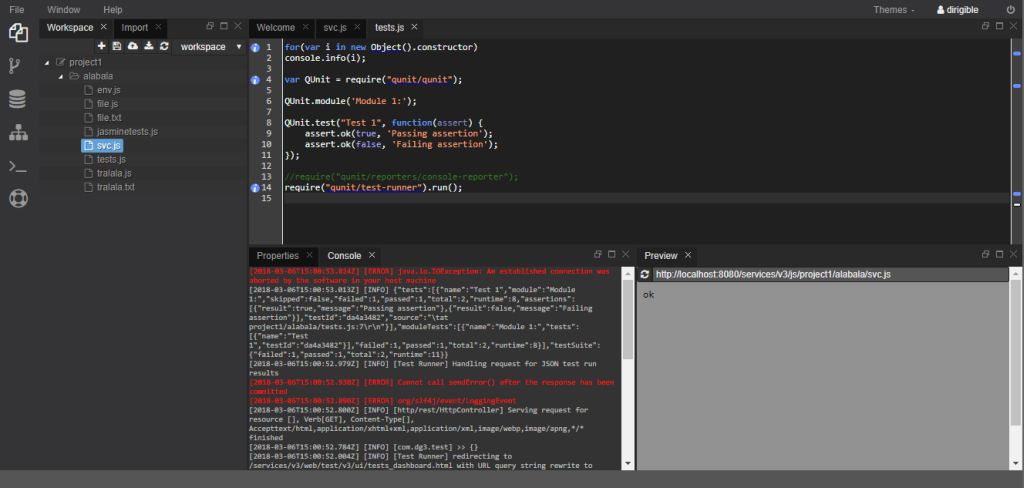 File Window Help
Themes dirigible
Workspace Import
workspace
project1
alabala
env.js
file.js
file.txt
jasminetests.js
svc.js
tests.js
tralala.js
tralala.txt
Welcome svc.js tests.js
1 for(var i in new Object().constructor)
2 console.info(i);
3
4 var QUnit = require("qunit/qunit");
5
6 QUnit.module('Module 1:');
7
8 QUnit.test("Test 1", function(assert) {
9 assert.ok(true, 'Passing assertion');
10 assert.ok(false, 'Failing assertion');
11 });
12
13 //require("qunit/reporters/console-reporter");
14 require("qunit/test-runner").run();
15
Properties Console
[2018-03-06T15:00:53.024Z] [ERROR] java.io.IOException: An established connection was
aborted by the software in your host machine
[2018-03-06T15:00:53.013Z] [INFO] {"tests":[{"name":"Test 1","module":"Module
1:","skipped":false,"failed":1,"passed":1,"total":2,"runtime":8,"assertions":
[{"result":true,"message":"Passing assertion"},{"result":false,"message":"Failing
assertion"}],"testId":"da4a3482","source":"\tat
project1/alabala/tests.js:7\r\n"}],"moduleTests":[{"name":"Module 1:","tests":
[{"name":"Test
1","testId":"da4a3482"}],"failed":1,"passed":1,"total":2,"runtime":8}],"testSuite":
{"failed":1,"passed":1,"total":2,"runtime":11}}
[2018-03-06T15:00:52.979Z] [INFO] [Test Runner] Handling request for JSON test run
results
[2018-03-06T15:00:52.930Z] [ERROR] Cannot call sendError() after the response has been
committed
[2018-03-06T15:00:52.890Z] [ERROR] org/slf4j/event/LoggingEvent
[2018-03-06T15:00:52.800Z] [INFO] [http/rest/HttpController] Serving request for
resource [], Verb[GET], Content-Type[],
Accepttext/html,application/xhtml+xml,application/xml,image/webp,image/apng,*/*
finished
[2018-03-06T15:00:52.784Z] [INFO] [com.dg3.test] >> {}
[2018-03-06T15:00:52.004Z] [INFO] [Test Runner] redirecting to
/services/v3/web/test/v3/ui/tests_dashboard.html with URL query string rewrite to
Preview
http://localhost:8080/services/v3/js/project1/alabala/svc.js
ok